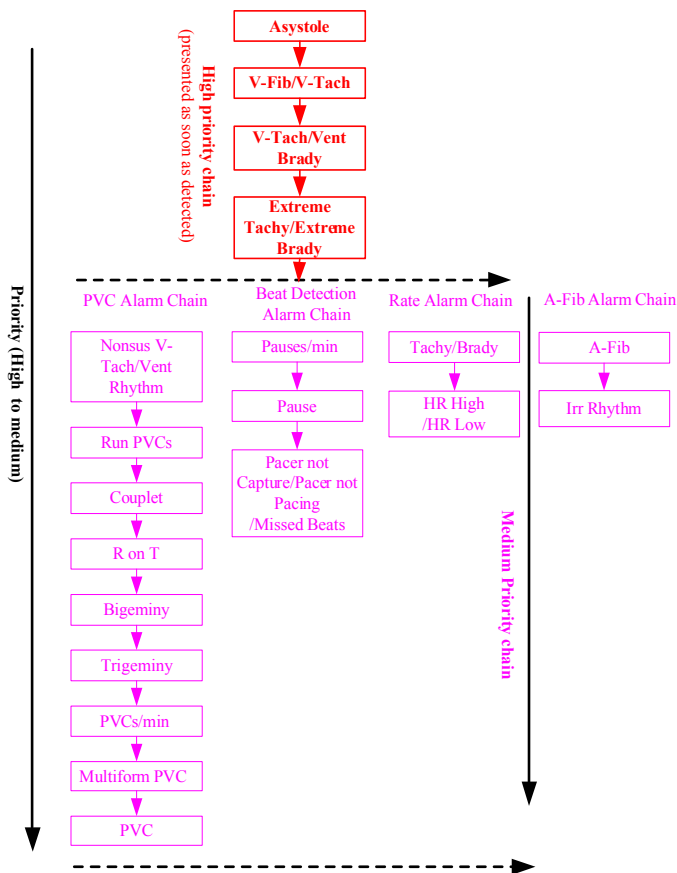 Asystole
V-Fib/V-Tach
V-Tach/Vent
Brady
Extreme
Tachy/Extreme
Brady
High priority chain
(presented as soon as detected)
Priority (High to medium)
PVC Alarm Chain
Nonsus V-
Tach/Vent
Rhythm
Run PVCs
Couplet
R on T
Bigeminy
Trigeminy
PVCs/min
Multiform PVC
PVC
Beat Detection
Alarm Chain
Pauses/min
Pause
Pacer not
Capture/Pacer not
Pacing
/Missed Beats
Rate Alarm Chain
Tachy/Brady
HR High
/HR Low
Medium Priority chain
A-Fib Alarm Chain
A-Fib
Irr Rhythm